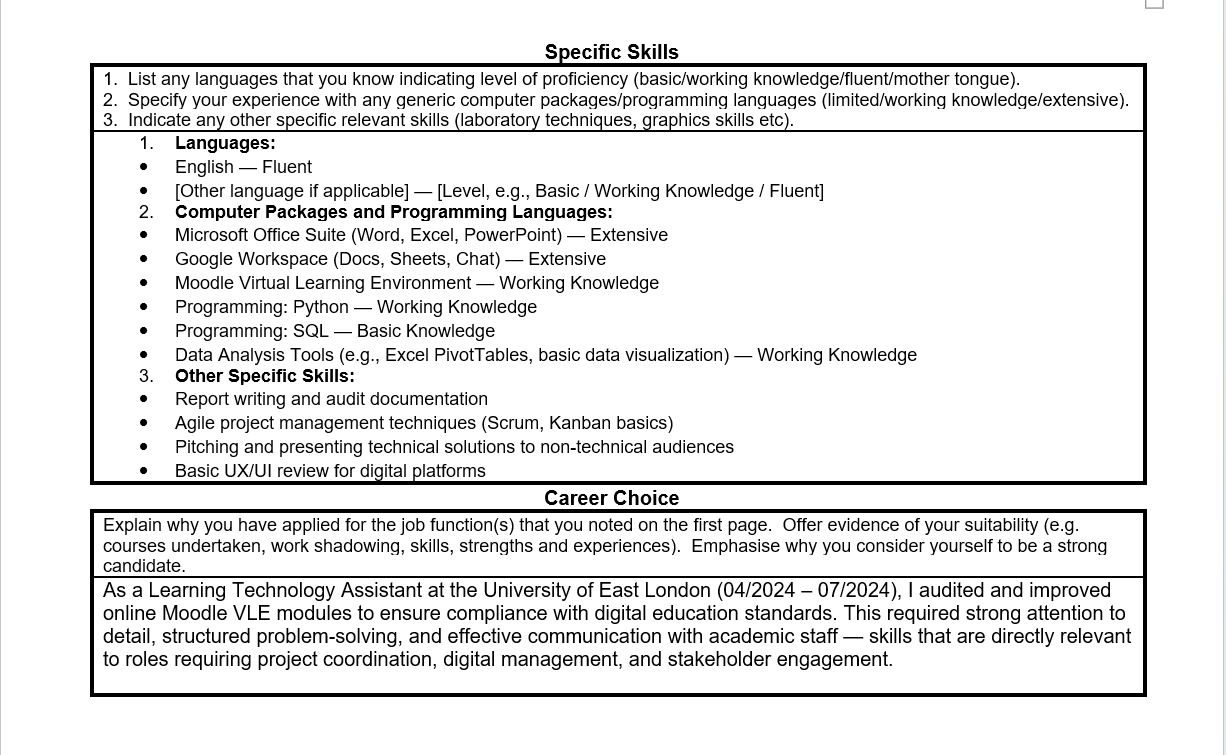 Specific Skills
1. List any languages that you know indicating level of proficiency (basic/working knowledge/fluent/mother tongue).
2. Specify your experience with any generic computer packages/programming languages (limited/working knowledge/extensive).
3. Indicate any other specific relevant skills (laboratory techniques, graphics skills etc).
1. Languages:
• English — Fluent
• [Other language if applicable] — [Level, e.g., Basic / Working Knowledge / Fluent]
2. Computer Packages and Programming Languages:
• Microsoft Office Suite (Word, Excel, PowerPoint) — Extensive
• Google Workspace (Docs, Sheets, Chat) — Extensive
• Moodle Virtual Learning Environment — Working Knowledge
• Programming: Python — Working Knowledge
• Programming: SQL — Basic Knowledge
• Data Analysis Tools (e.g., Excel PivotTables, basic data visualization) — Working Knowledge
3. Other Specific Skills:
• Report writing and audit documentation
• Agile project management techniques (Scrum, Kanban basics)
• Pitching and presenting technical solutions to non-technical audiences
• Basic UX/UI review for digital platforms
Career Choice
Explain why you have applied for the job function(s) that you noted on the first page. Offer evidence of your suitability (e.g.
courses undertaken, work shadowing, skills, strengths and experiences). Emphasise why you consider yourself to be a strong
candidate.
As a Learning Technology Assistant at the University of East London (04/2024 – 07/2024), I audited and improved
online Moodle VLE modules to ensure compliance with digital education standards. This required strong attention to
detail, structured problem-solving, and effective communication with academic staff — skills that are directly relevant
to roles requiring project coordination, digital management, and stakeholder engagement.